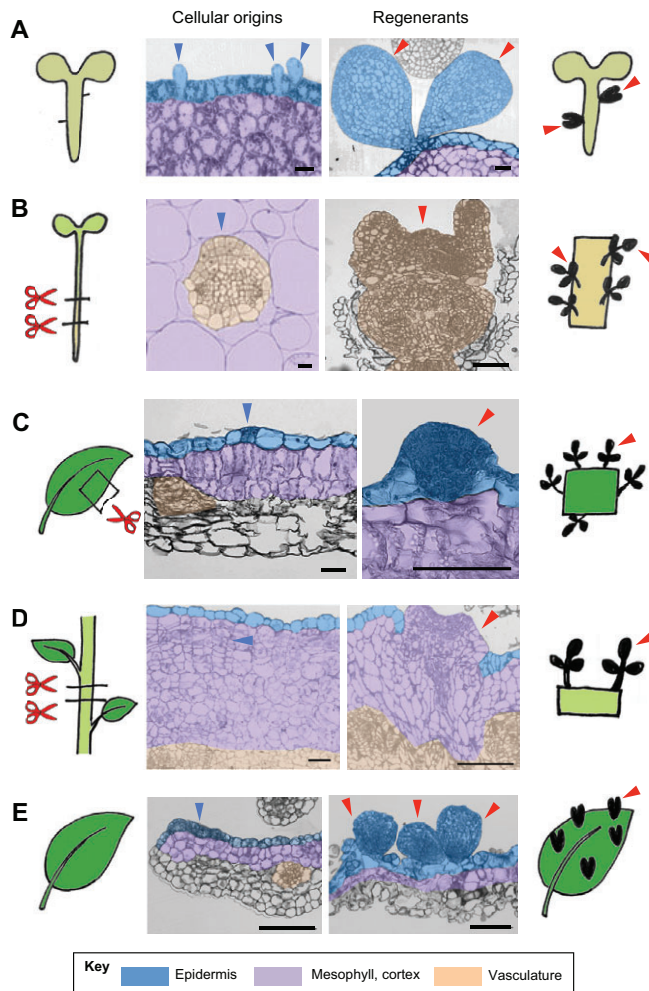 Cellular origins Regenerants
A
B
C
D
E
Key Epidermis Mesophyll, cortex Vasculature